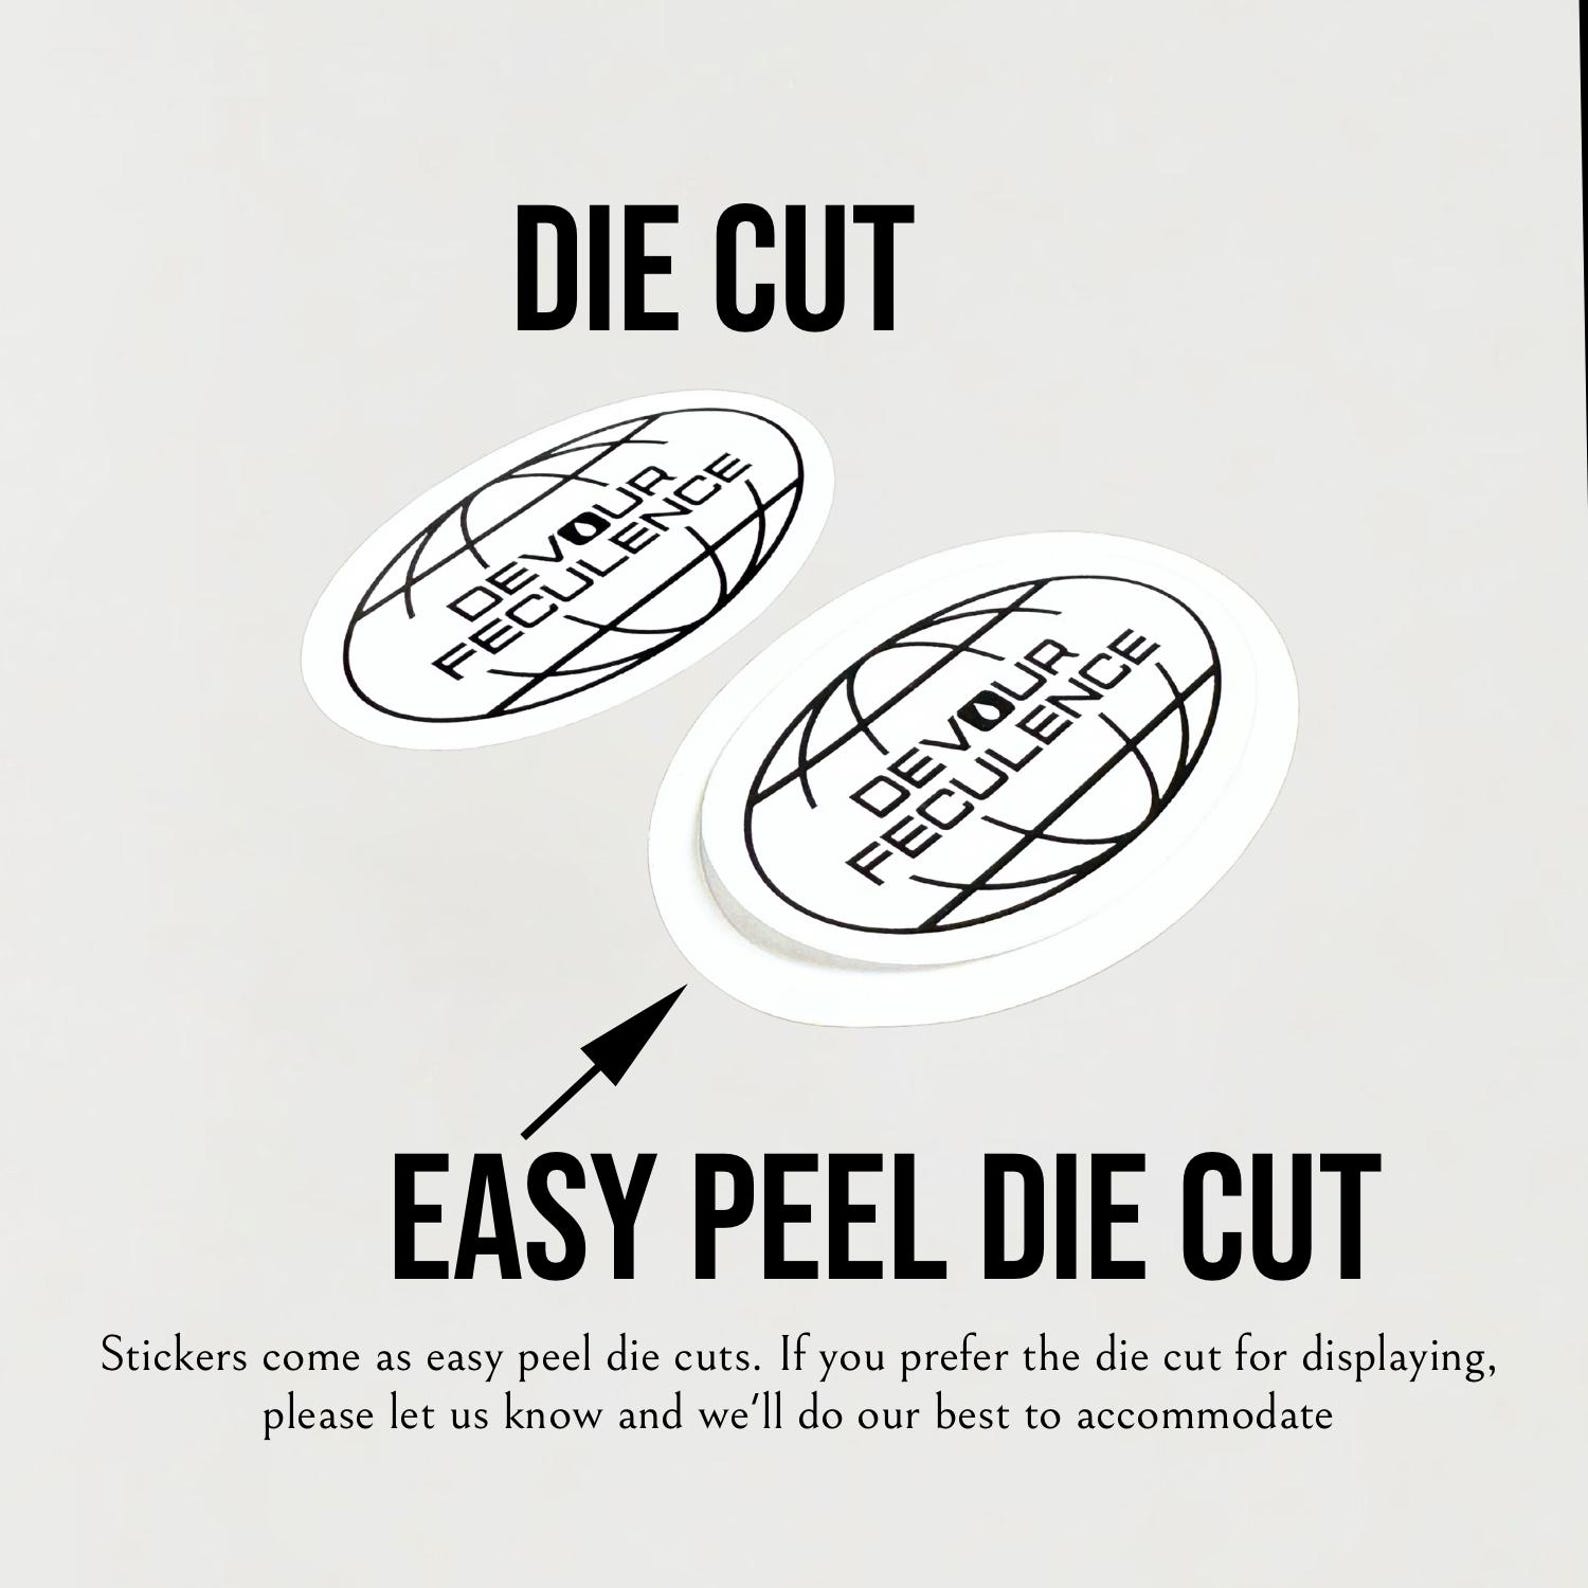 DIE CUT
DEVOUR
FECULENCE
DEVOUR
FECULENCE
EASY PEEL DIE CUT
Stickers come as easy peel die cuts. If you prefer the die cut for displaying,
please let us know and we'll do our best to accommodate